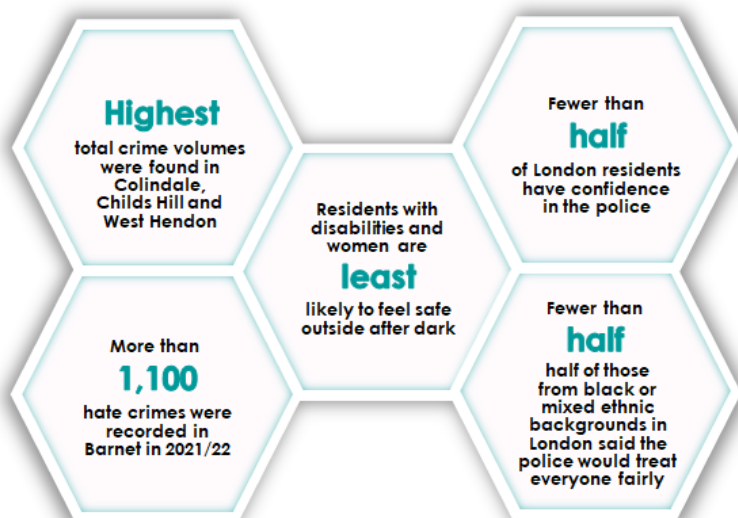 Highest
total crime volumes
were found in
Colindale,
Childs Hill and
West Hendon
More than
1,100
hate crimes were
recorded in
Barnet in 2021/22
Residents with
disabilities and
women are
least
likely to feel safe
outside after dark
Fewer than
half
of London residents
have confidence
in the police
Fewer than
half
half of those
from black or
mixed ethnic
backgrounds in
London said the
police would treat
everyone fairly